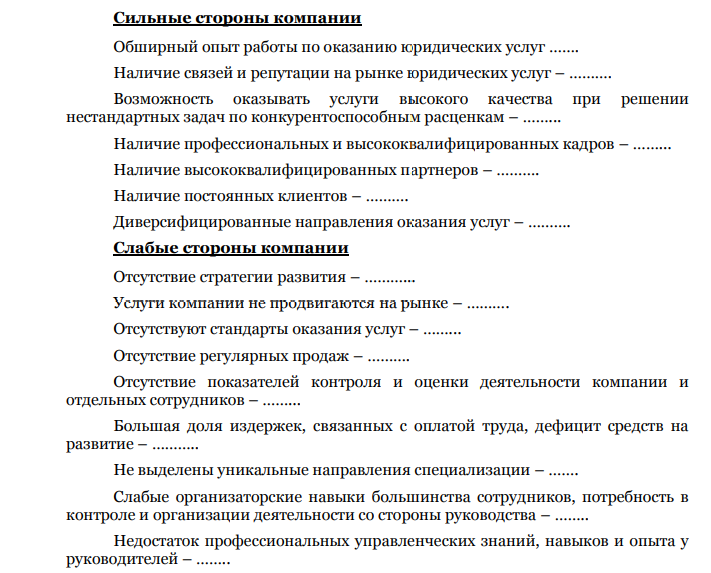 Сильные стороны компании
Обширный опыт работы по оказанию юридических услуг …….
Наличие связей и репутации на рынке юридических услуг – ……….
Возможность оказывать услуги высокого качества при решении
нестандартных задач по конкурентоспособным расценкам – ………
Наличие профессиональных и высококвалифицированных кадров – ………
Наличие высококвалифицированных партнеров – ……….
Наличие постоянных клиентов – ……….
Диверсифицированные направления оказания услуг – ……….
Слабые стороны компании
Отсутствие стратегии развития – …………
Услуги компании не продвигаются на рынке – ……….
Отсутствуют стандарты оказания услуг – ………
Отсутствие регулярных продаж – ……….
Отсутствие показателей контроля и оценки деятельности компании и
отдельных сотрудников – ………
Большая доля издержек, связанных с оплатой труда, дефицит средств на
развитие – ………..
Не выделены уникальные направления специализации – …….
Слабые организаторские навыки большинства сотрудников, потребность в
контроле и организации деятельности со стороны руководства – ……..
Недостаток профессиональных управленческих знаний, навыков и опыта у
руководителей – ……..